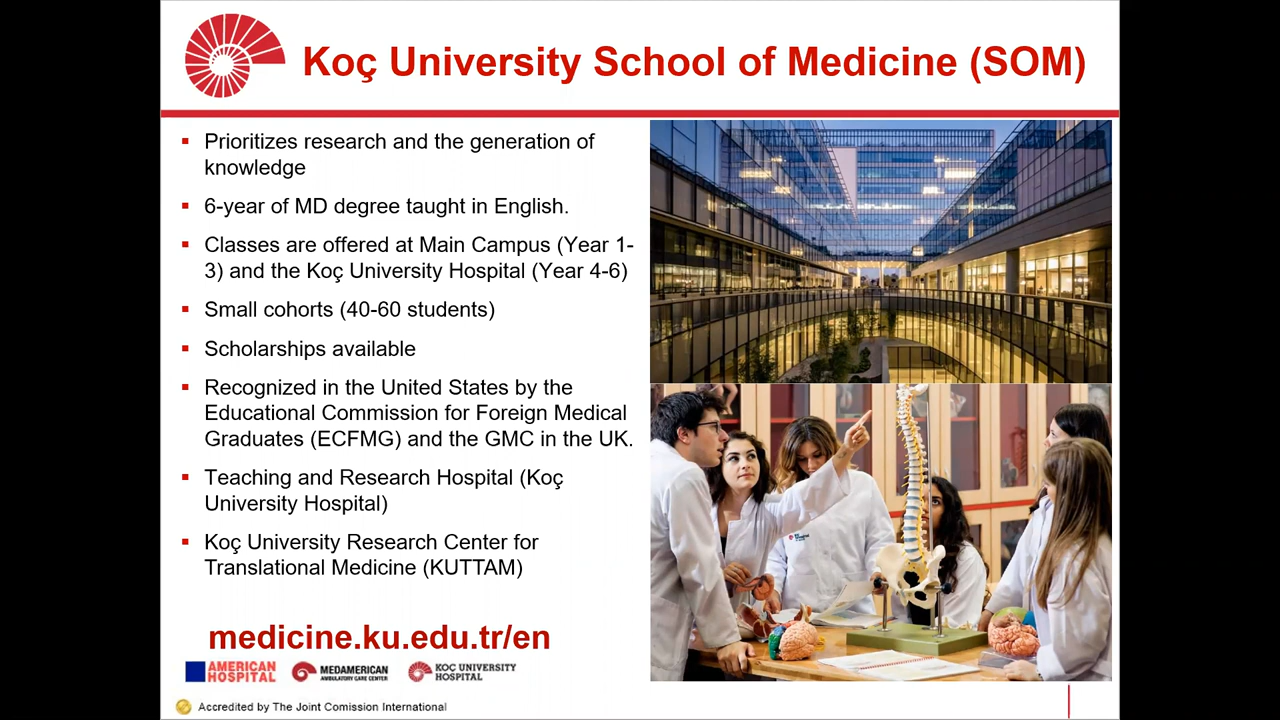 Koç University School of Medicine (SOM)
Prioritizes research and the generation of
knowledge
6-year of MD degree taught in English.
Classes are offered at Main Campus (Year 1-
3) and the Koç University Hospital (Year 4-6)
Small cohorts (40-60 students)
Scholarships available
Recognized in the United States by the
Educational Commission for Foreign Medical
Graduates (ECFMG) and the GMC in the UK.
Teaching and Research Hospital (Koç
University Hospital)
Koç University Research Center for
Translational Medicine (KUTTAM)
medicine.ku.edu.tr/en
AMERICAN
HOSPITAL
MEDAMERICAN
AMBULATORY CARE CENTER
KOÇ UNIVERSITY
HOSPITAL
Accredited by The Joint Comission International